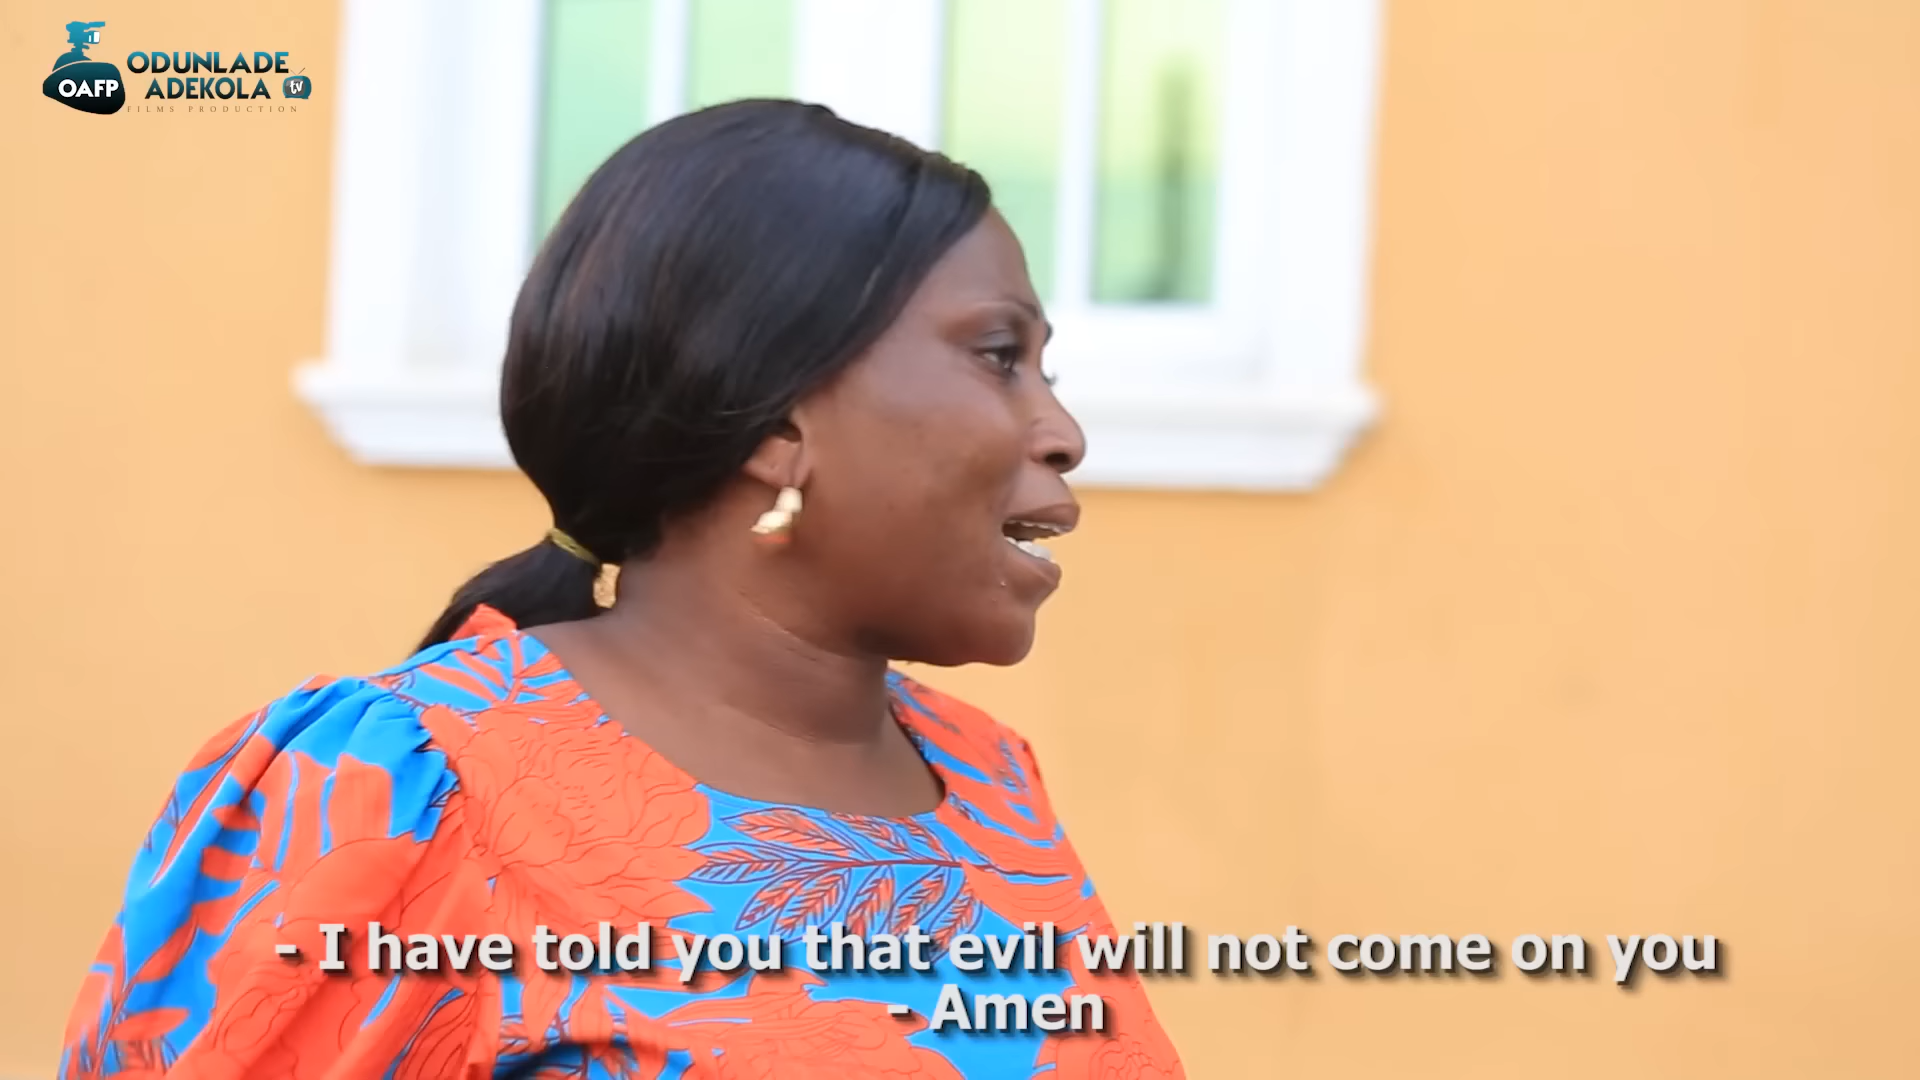 ODUNLADE
OAFP ADEKOLA tv
FILMS PRODUCTION
- I have told you that evil will not come on you
- Amen